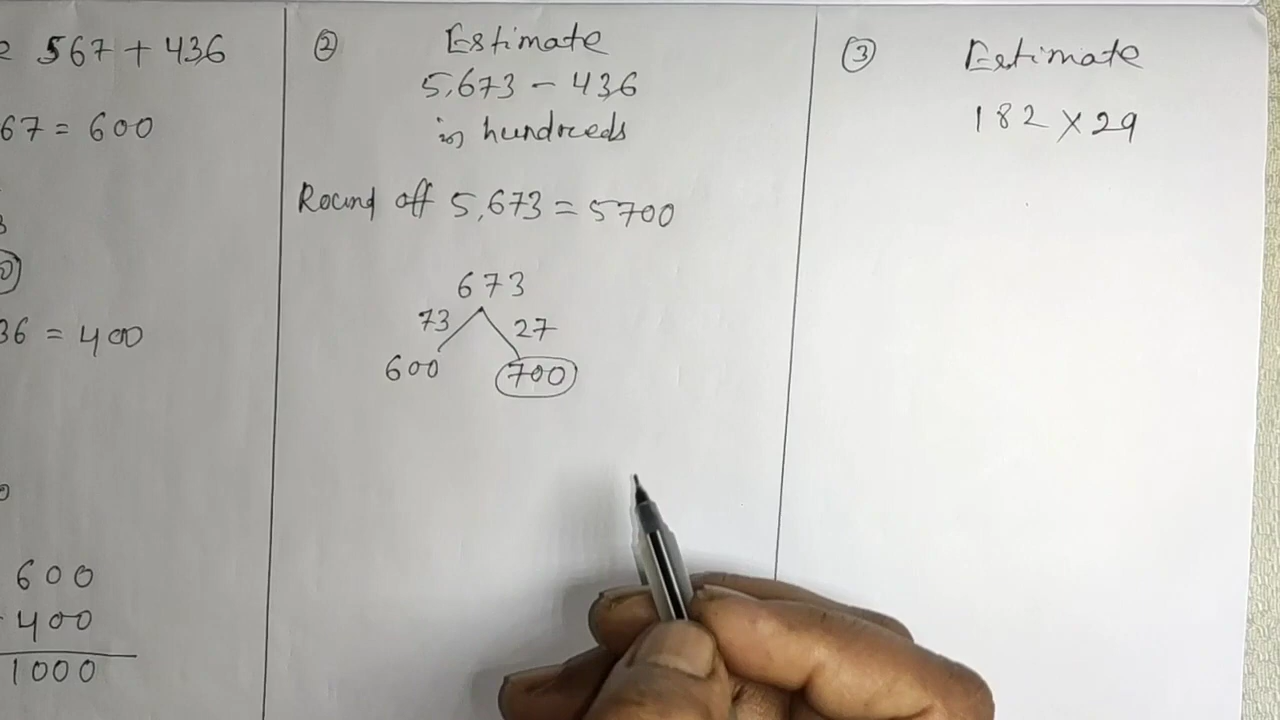 567 + 436
67 = 600
36 = 400
600
400
1000
② Estimate
5,673 - 436
in hundreds
Round off 5,673 = 5700
673
73 27
600 700
③ Estimate
182 × 29